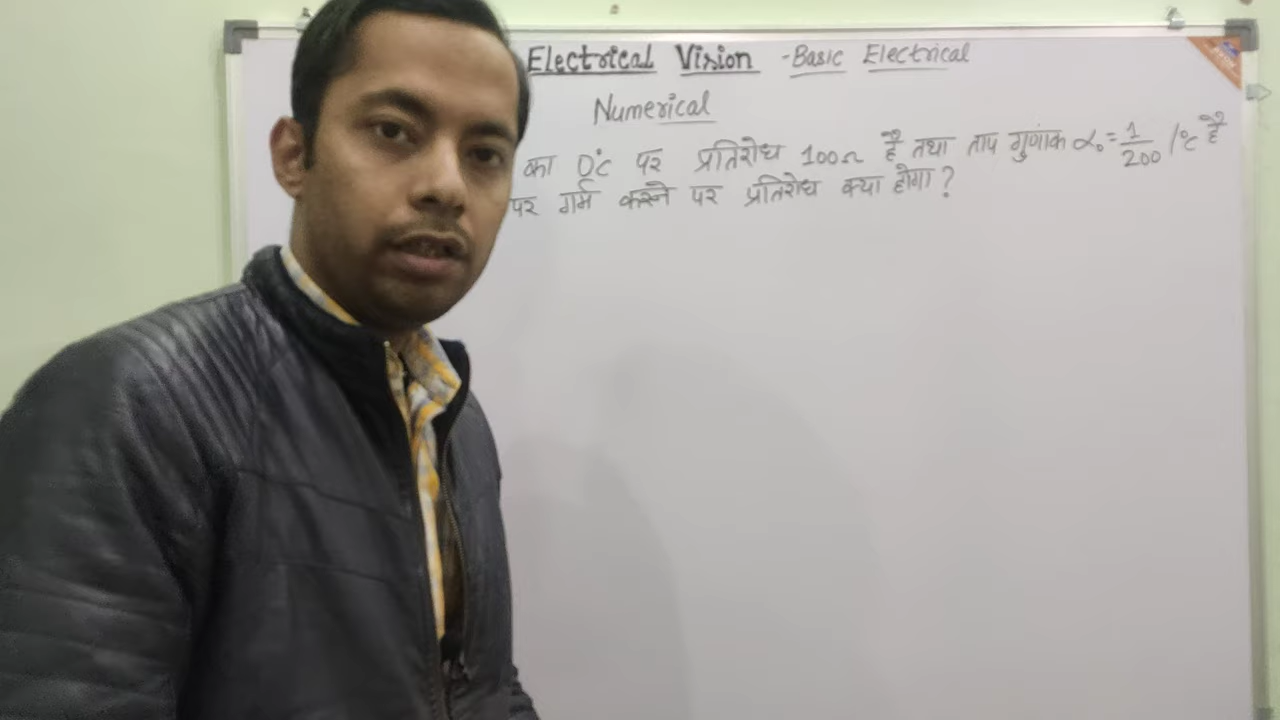 Electrical Vision - Basic Electrical
Numerical
का 0°c पर प्रतिरोध 100Ω है तथा ताप गुणांक α₀ = 1/200 /°c है
पर गर्म करने पर प्रतिरोध क्या होगा ?